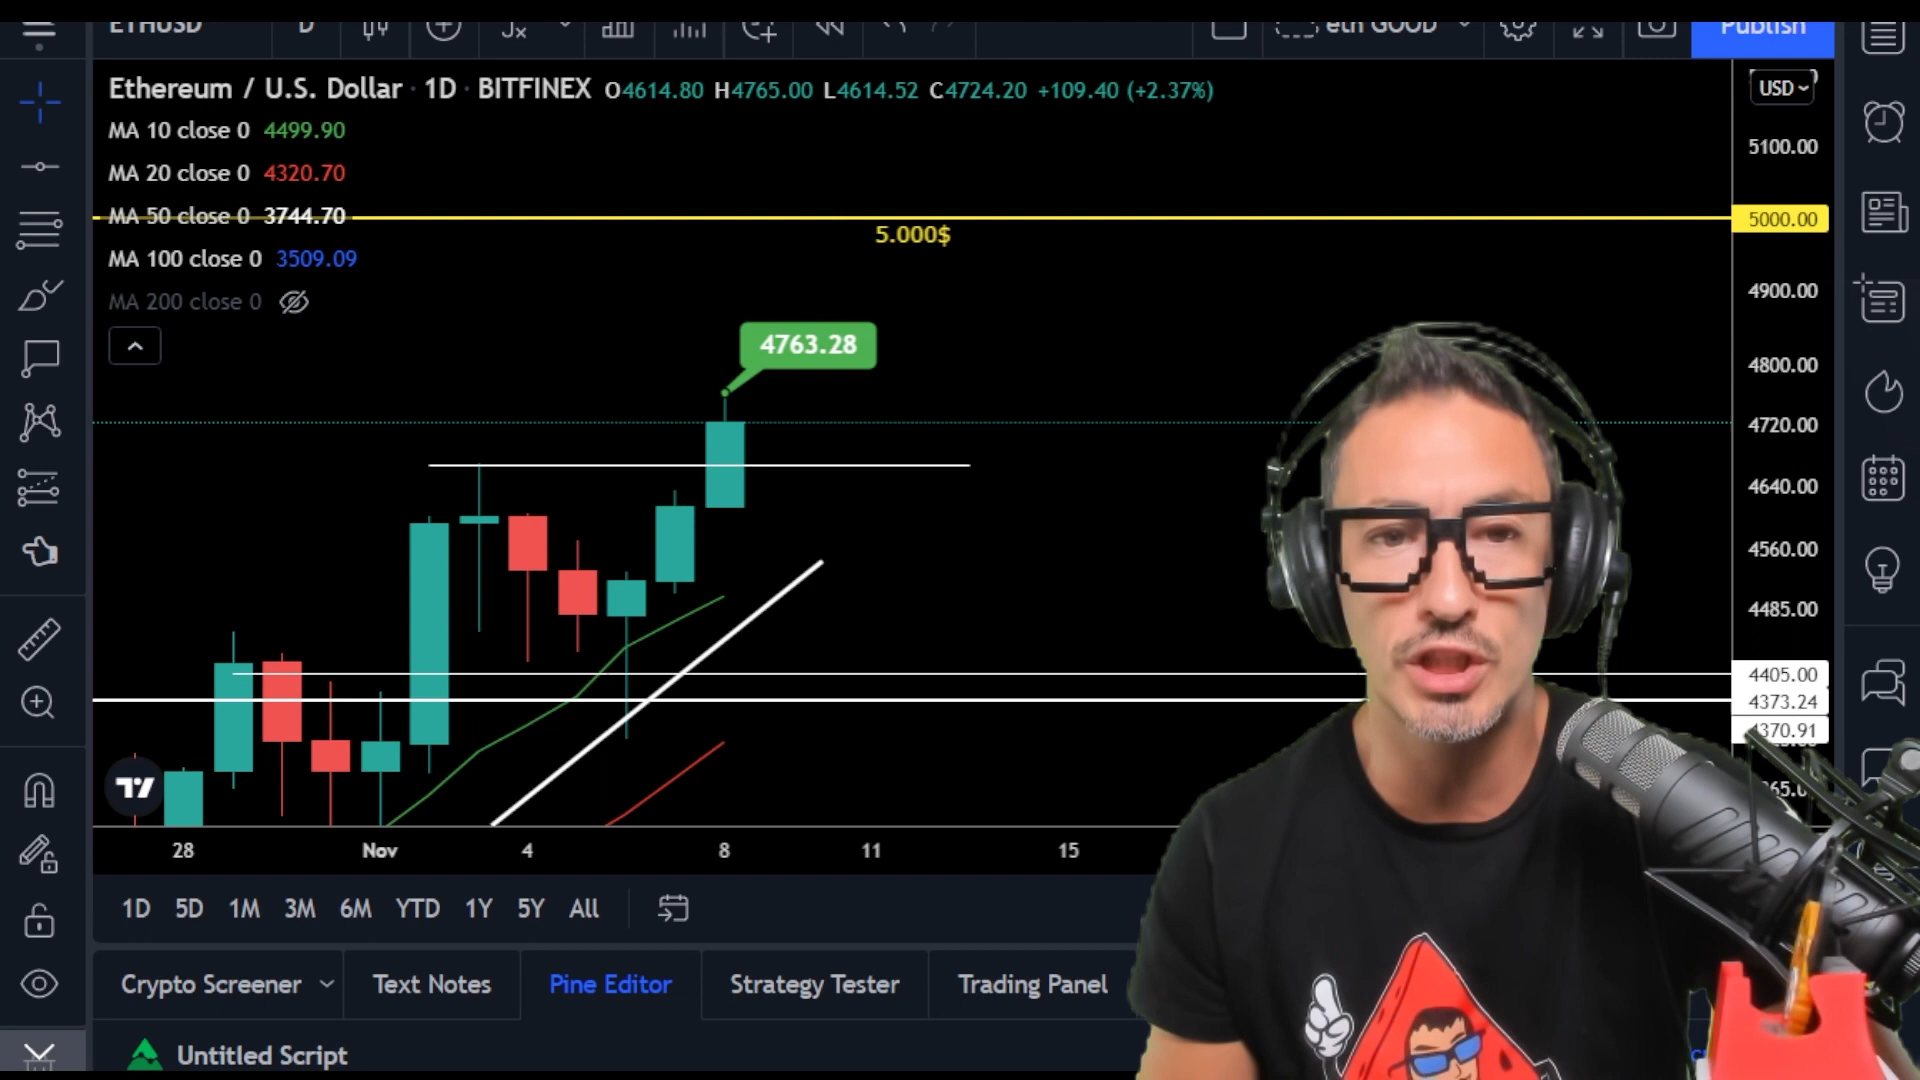 ETHUSD D eth GOOD Publish
Ethereum / U.S. Dollar · 1D · BITFINEX O4614.80 H4765.00 L4614.52 C4724.20 +109.40 (+2.37%)
USD
MA 10 close 0 4499.90
5100.00
MA 20 close 0 4320.70
MA 50 close 0 3744.70
5000.00
5.000$
MA 100 close 0 3509.09
4900.00
MA 200 close 0
4763.28
4800.00
4720.00
4640.00
4560.00
4485.00
4405.00
4373.24
4370.91
28 Nov 4 8 11 15
1D 5D 1M 3M 6M YTD 1Y 5Y All
Crypto Screener Text Notes Pine Editor Strategy Tester Trading Panel
Untitled Script